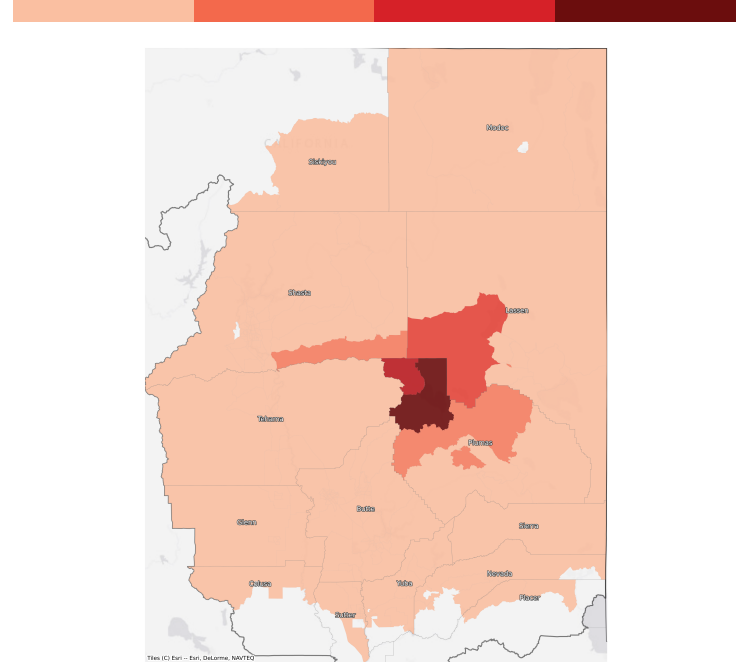 Modoc
Siskiyou
Shasta
Lassen
Tehama
Plumas
Butte
Glenn
Sierra
Nevada
Colusa
Yuba
Placer
Sutter
Tiles (C) Esri -- Esri, DeLorme, NAVTEQ